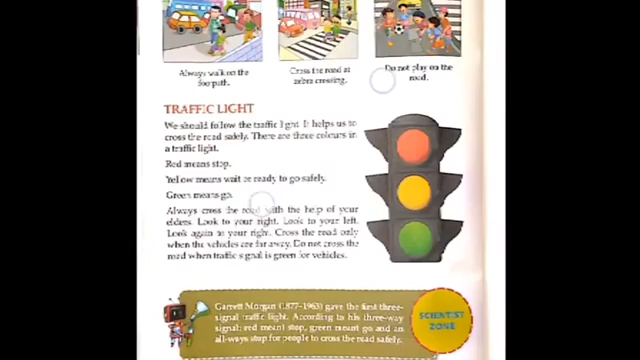 Always walk on the
foo path.
Cross the road at
zebra crossing.
Do not play on the
road.
TRAFFIC LIGHT
We should follow the traffic light. It helps us to
cross the road safely. There are three colours in
a traffic light.
Red means stop.
Yellow means wait or ready to go safely.
Green means go.
Always cross the road with the help of your
elders. Look to your right. Look to your left.
Look again to your right. Cross the road only
when the vehicles are far away. Do not cross the
road when traffic signal is green for vehicles.
Garrett Morgan (1877–1963) gave the first three-
signal traffic light. According to his three-way
signal; red meant stop, green meant go and an
all-ways stop for people to cross the road safely.
SCIENTIST
ZONE